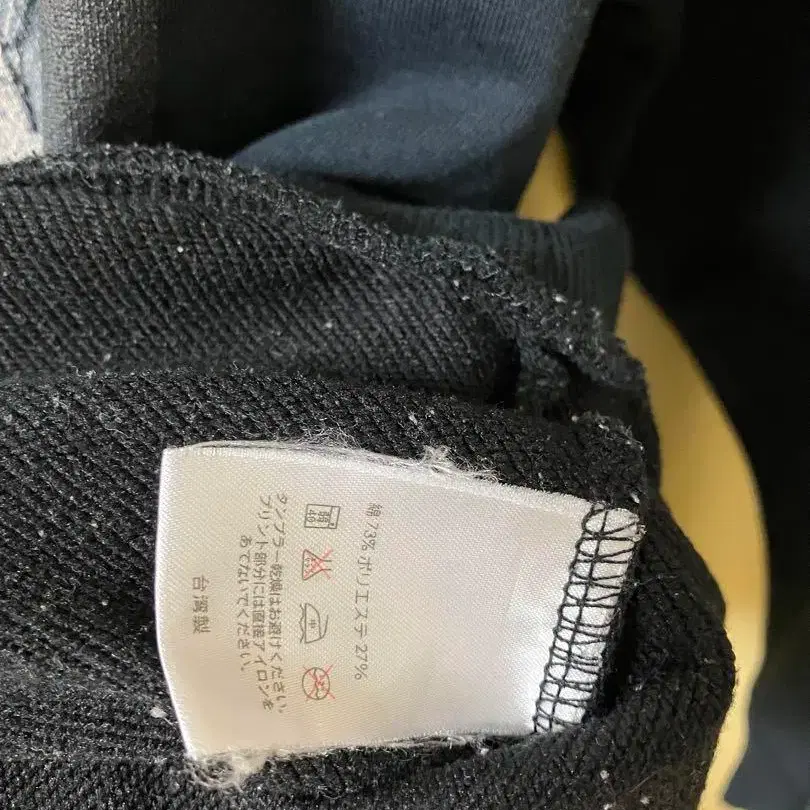 綿 73% ポリエステ 27%
弱
40
タンブラー乾燥はお避けください。
プリント部分には直接アイロンを
あてないでください。
台湾製